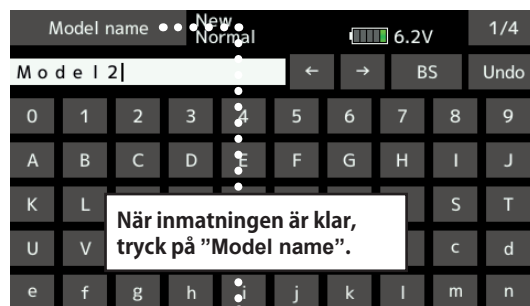 Model name New 6.2V 1/4
Normal
Model2 ← → BS Undo
0 1 2 3 4 5 6 7 8 9
A B C D E F G H I J
K L S T
När inmatningen är klar,
U V c d
tryck på ”Model name”.
e f g h i j k l m n